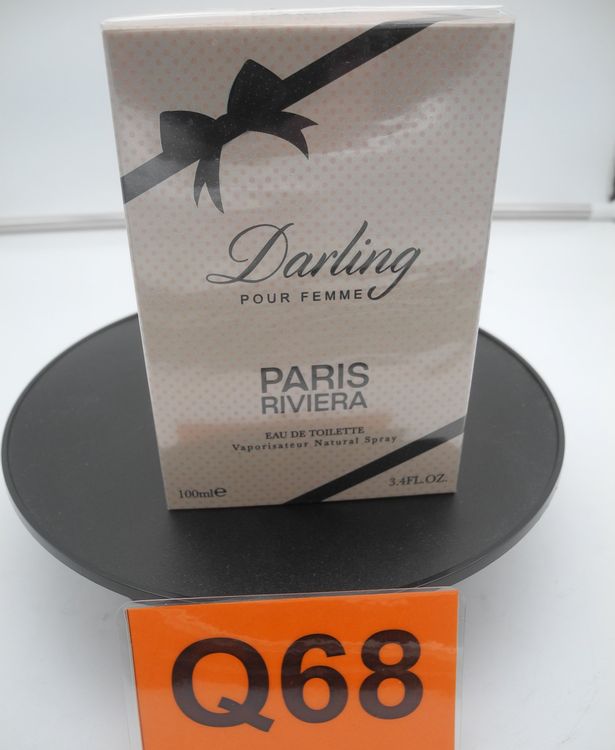 Darling
POUR FEMME
PARIS
RIVIERA
EAU DE TOILETTE
Vaporisateur Natural Spray
100ml℮
3.4FL.OZ.
Q68